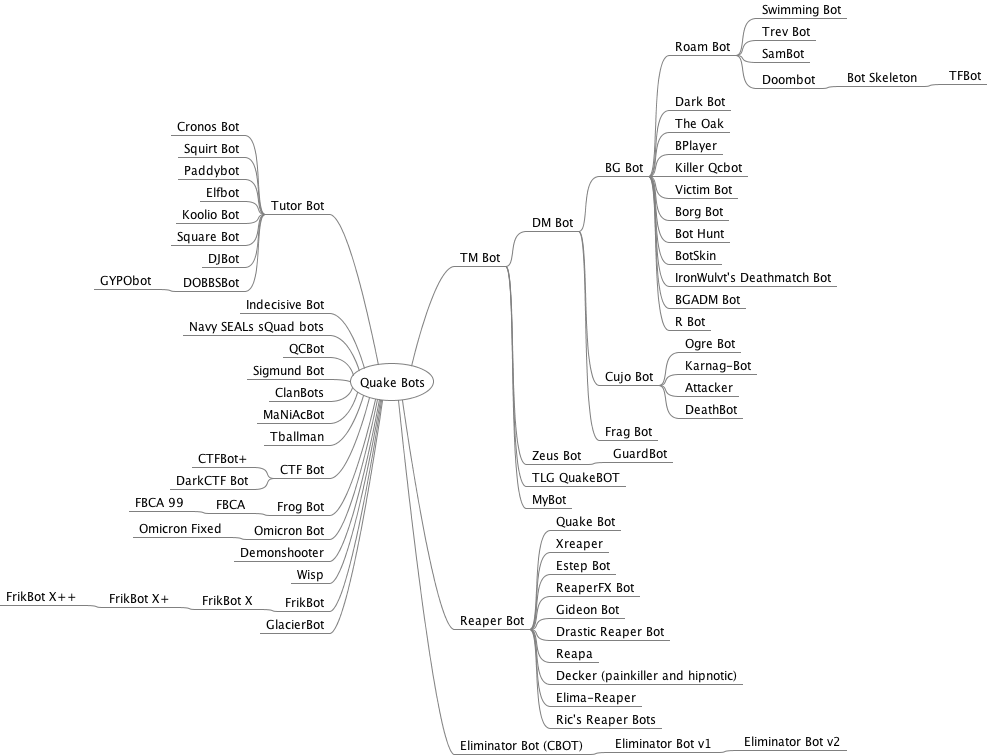 Quake Bots
Tutor Bot
Cronos Bot
Squirt Bot
Paddybot
Elfbot
Koolio Bot
Square Bot
DJBot
DOBBSBot
GYPObot
Indecisive Bot
Navy SEALs sQuad bots
QCBot
Sigmund Bot
ClanBots
MaNiAcBot
Tballman
CTF Bot
CTFBot+
DarkCTF Bot
Frog Bot
FBCA
FBCA 99
Omicron Bot
Omicron Fixed
Demonshooter
Wisp
FrikBot
FrikBot X
FrikBot X+
FrikBot X++
GlacierBot
TM Bot
DM Bot
BG Bot
Roam Bot
Swimming Bot
Trev Bot
SamBot
Doombot
Bot Skeleton
TFBot
Dark Bot
The Oak
BPlayer
Killer Qcbot
Victim Bot
Borg Bot
Bot Hunt
BotSkin
IronWulvt's Deathmatch Bot
BGADM Bot
R Bot
Cujo Bot
Ogre Bot
Karnag-Bot
Attacker
DeathBot
Frag Bot
Zeus Bot
GuardBot
TLG QuakeBOT
MyBot
Reaper Bot
Quake Bot
Xreaper
Estep Bot
ReaperFX Bot
Gideon Bot
Drastic Reaper Bot
Reapa
Decker (painkiller and hipnotic)
Elima-Reaper
Ric's Reaper Bots
Eliminator Bot (CBOT)
Eliminator Bot v1
Eliminator Bot v2